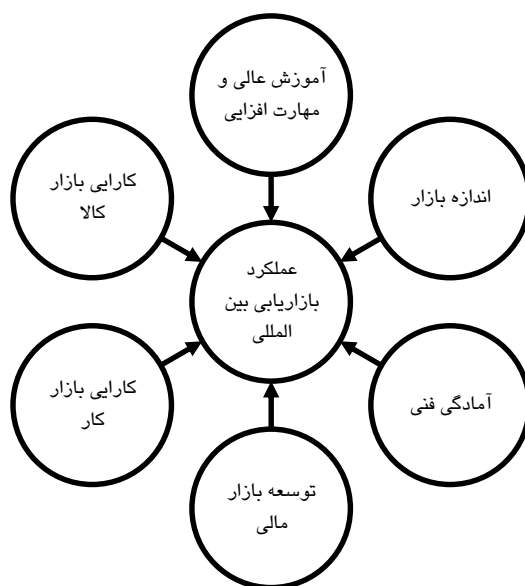 آموزش عالی و
مهارت افزایی
اندازه بازار
کارایی بازار
کالا
عملکرد
بازاریابی بین
المللی
آمادگی فنی
کارایی بازار
کار
توسعه بازار
مالی